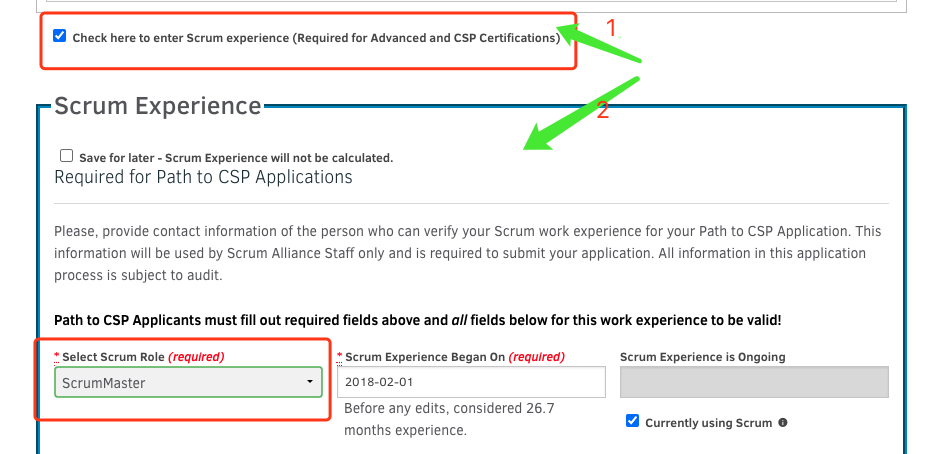 1
Check here to enter Scrum experience (Required for Advanced and CSP Certifications)
2
Scrum Experience
Save for later - Scrum Experience will not be calculated.
Required for Path to CSP Applications
Please, provide contact information of the person who can verify your Scrum work experience for your Path to CSP Application. This
information will be used by Scrum Alliance Staff only and is required to submit your application. All information in this application
process is subject to audit.
Path to CSP Applicants must fill out required fields above and all fields below for this work experience to be valid!
* Select Scrum Role (required)
* Scrum Experience Began On (required)
Scrum Experience is Ongoing
ScrumMaster
2018-02-01
Before any edits, considered 26.7
months experience.
Currently using Scrum